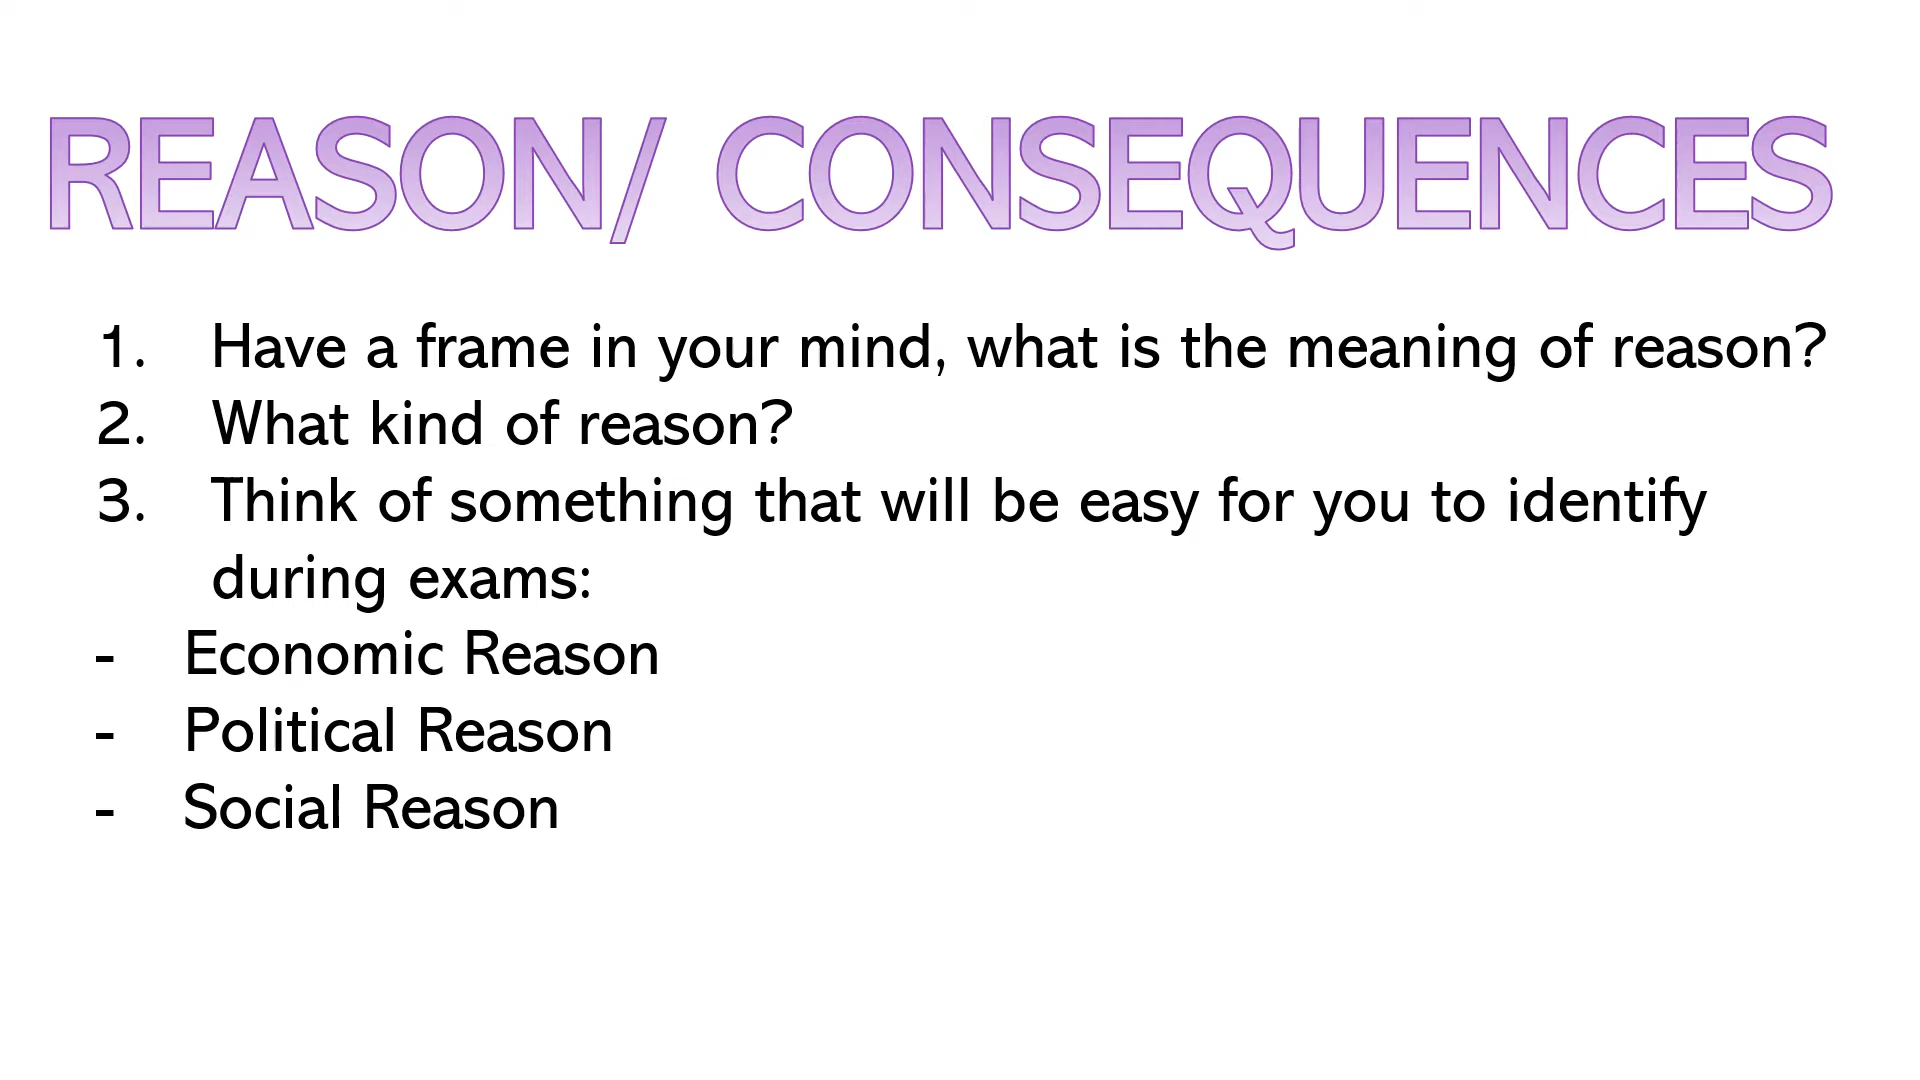 REASON/ CONSEQUENCES
1. Have a frame in your mind, what is the meaning of reason?
2. What kind of reason?
3. Think of something that will be easy for you to identify
during exams:
- Economic Reason
- Political Reason
- Social Reason